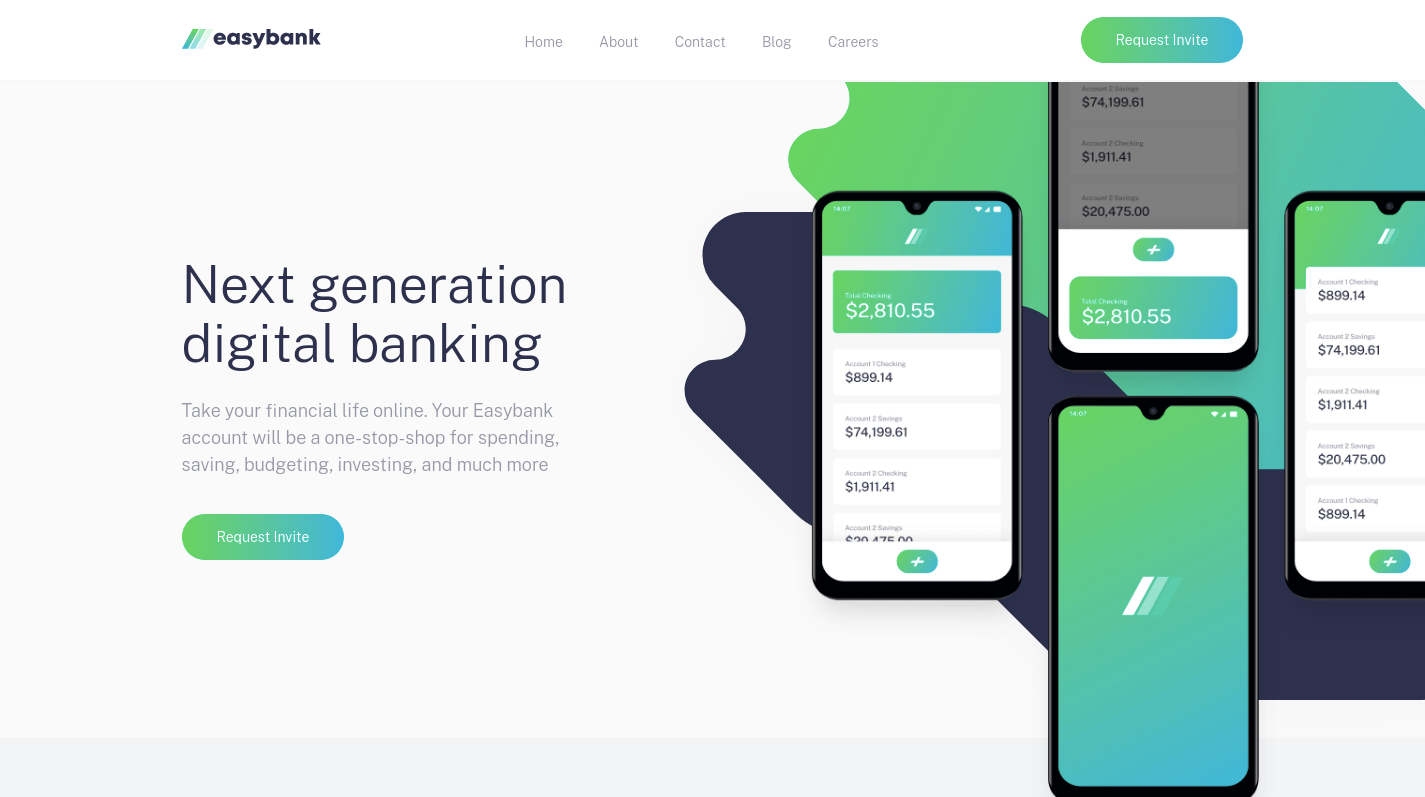 easybank
Home About Contact Blog Careers
Request Invite
Next generation
digital banking
Take your financial life online. Your Easybank
account will be a one-stop-shop for spending,
saving, budgeting, investing, and much more
Request Invite
14:07
Total Checking
$2,810.55
Account 1 Checking
$899.14
Account 2 Savings
$74,199.61
Account 2 Checking
$1,911.41
Account 2 Savings
$20,475.00
Account 2 Savings
$74,199.61
Account 2 Checking
$1,911.41
Account 2 Savings
$20,475.00
Total Checking
$2,810.55
14:07
14:07
Account 1 Checking
$899.14
Account 2 Savings
$74,199.61
Account 2 Checking
$1,911.41
Account 2 Savings
$20,475.00
Account 1 Checking
$899.14